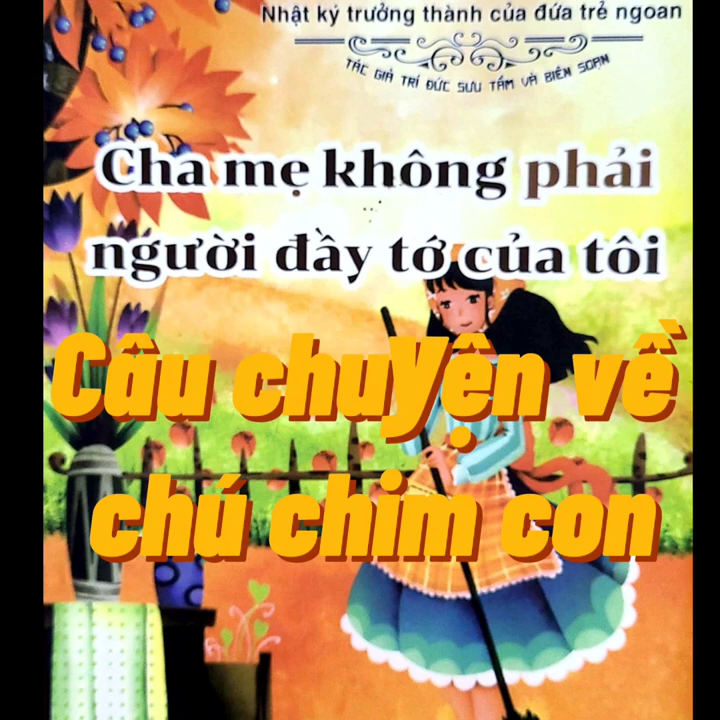 Nhật ký trưởng thành của đứa trẻ ngoan
TÁC GIẢ TRÍ ĐỨC SƯU TẦM VÀ BIÊN SOẠN
Cha mẹ không phải
người đầy tớ của tôi
Câu chuyện về
chú chim con